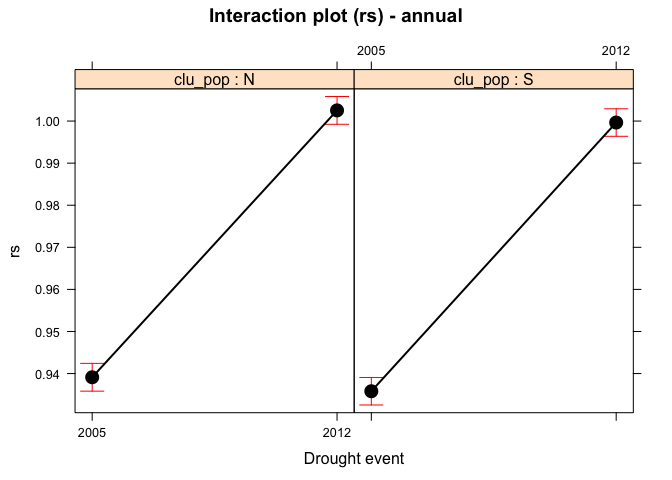 Interaction plot (rs) - annual
2005 2012
clu_pop : N clu_pop : S
1.00
0.99
0.98
0.97
0.96
0.95
0.94
rs
2005 2012
Drought event